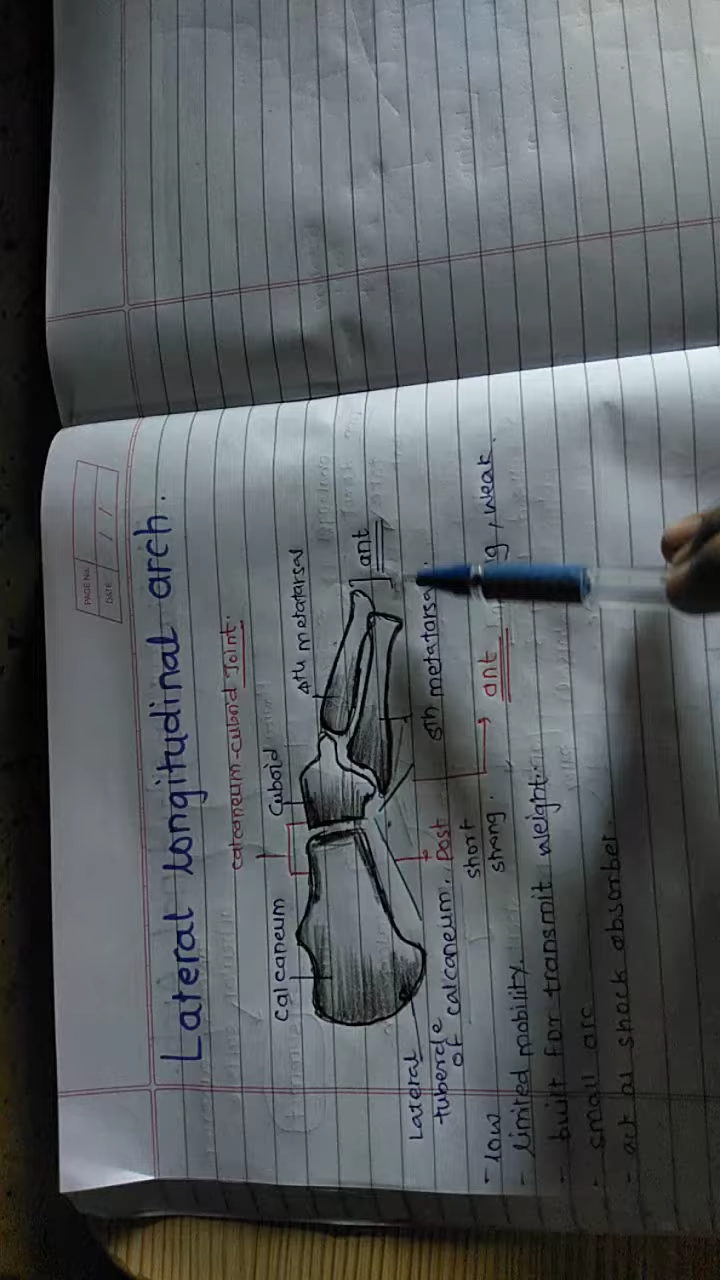 PAGE No.
DATE / /
Lateral longitudinal arch.
calcaneum-cuboid Joint.
Calcaneum
Cuboid
4th metatarsal
ant
Lateral
tubercle
of calcaneum.
Post
short
strong.
5th metatarsal.
ant
weak.
- low
- limited mobility.
- built for transmit weight.
- small arc
- act as shock absorber.